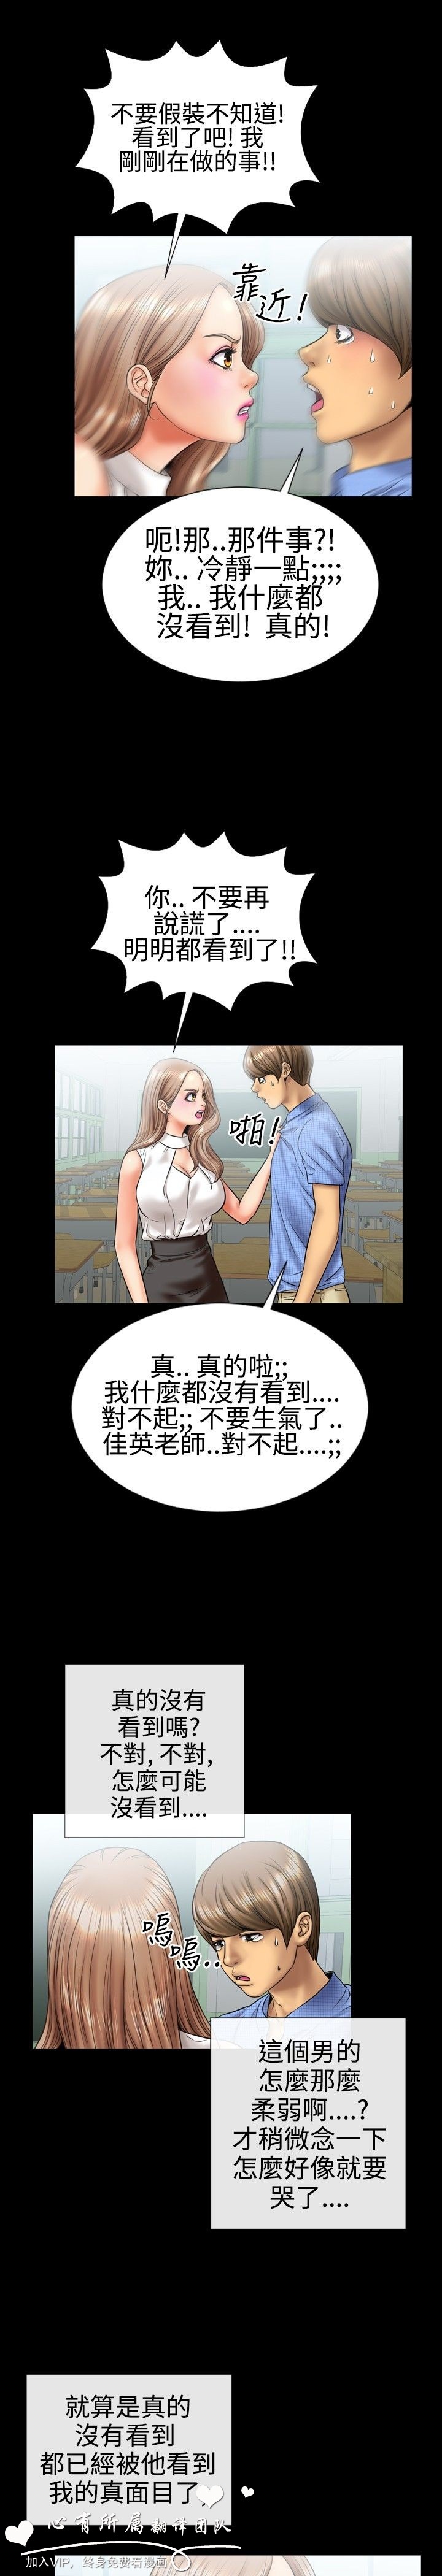 不要假裝不知道!
看到了吧! 我
剛剛在做的事!!
靠
近!
呃!那..那件事?!
妳.. 冷靜一點;;;;
我.. 我什麼都
沒看到! 真的!
你.. 不要再
說謊了....
明明都看到了!!
啪!
真.. 真的啦;;
我什麼都沒有看到....
對不起;; 不要生氣了..
佳英老師..對不起....;;
真的沒有
看到嗎?
不對, 不對,
怎麼可能
沒看到....
嗚
嗚..
這個男的
怎麼那麼
柔弱啊....?
才稍微念一下
怎麼好像就要
哭了....
就算是真的
沒有看到
都已經被他看到
我的真面目了,
心有所属翻译团队
加入VIP，终身免费看漫画